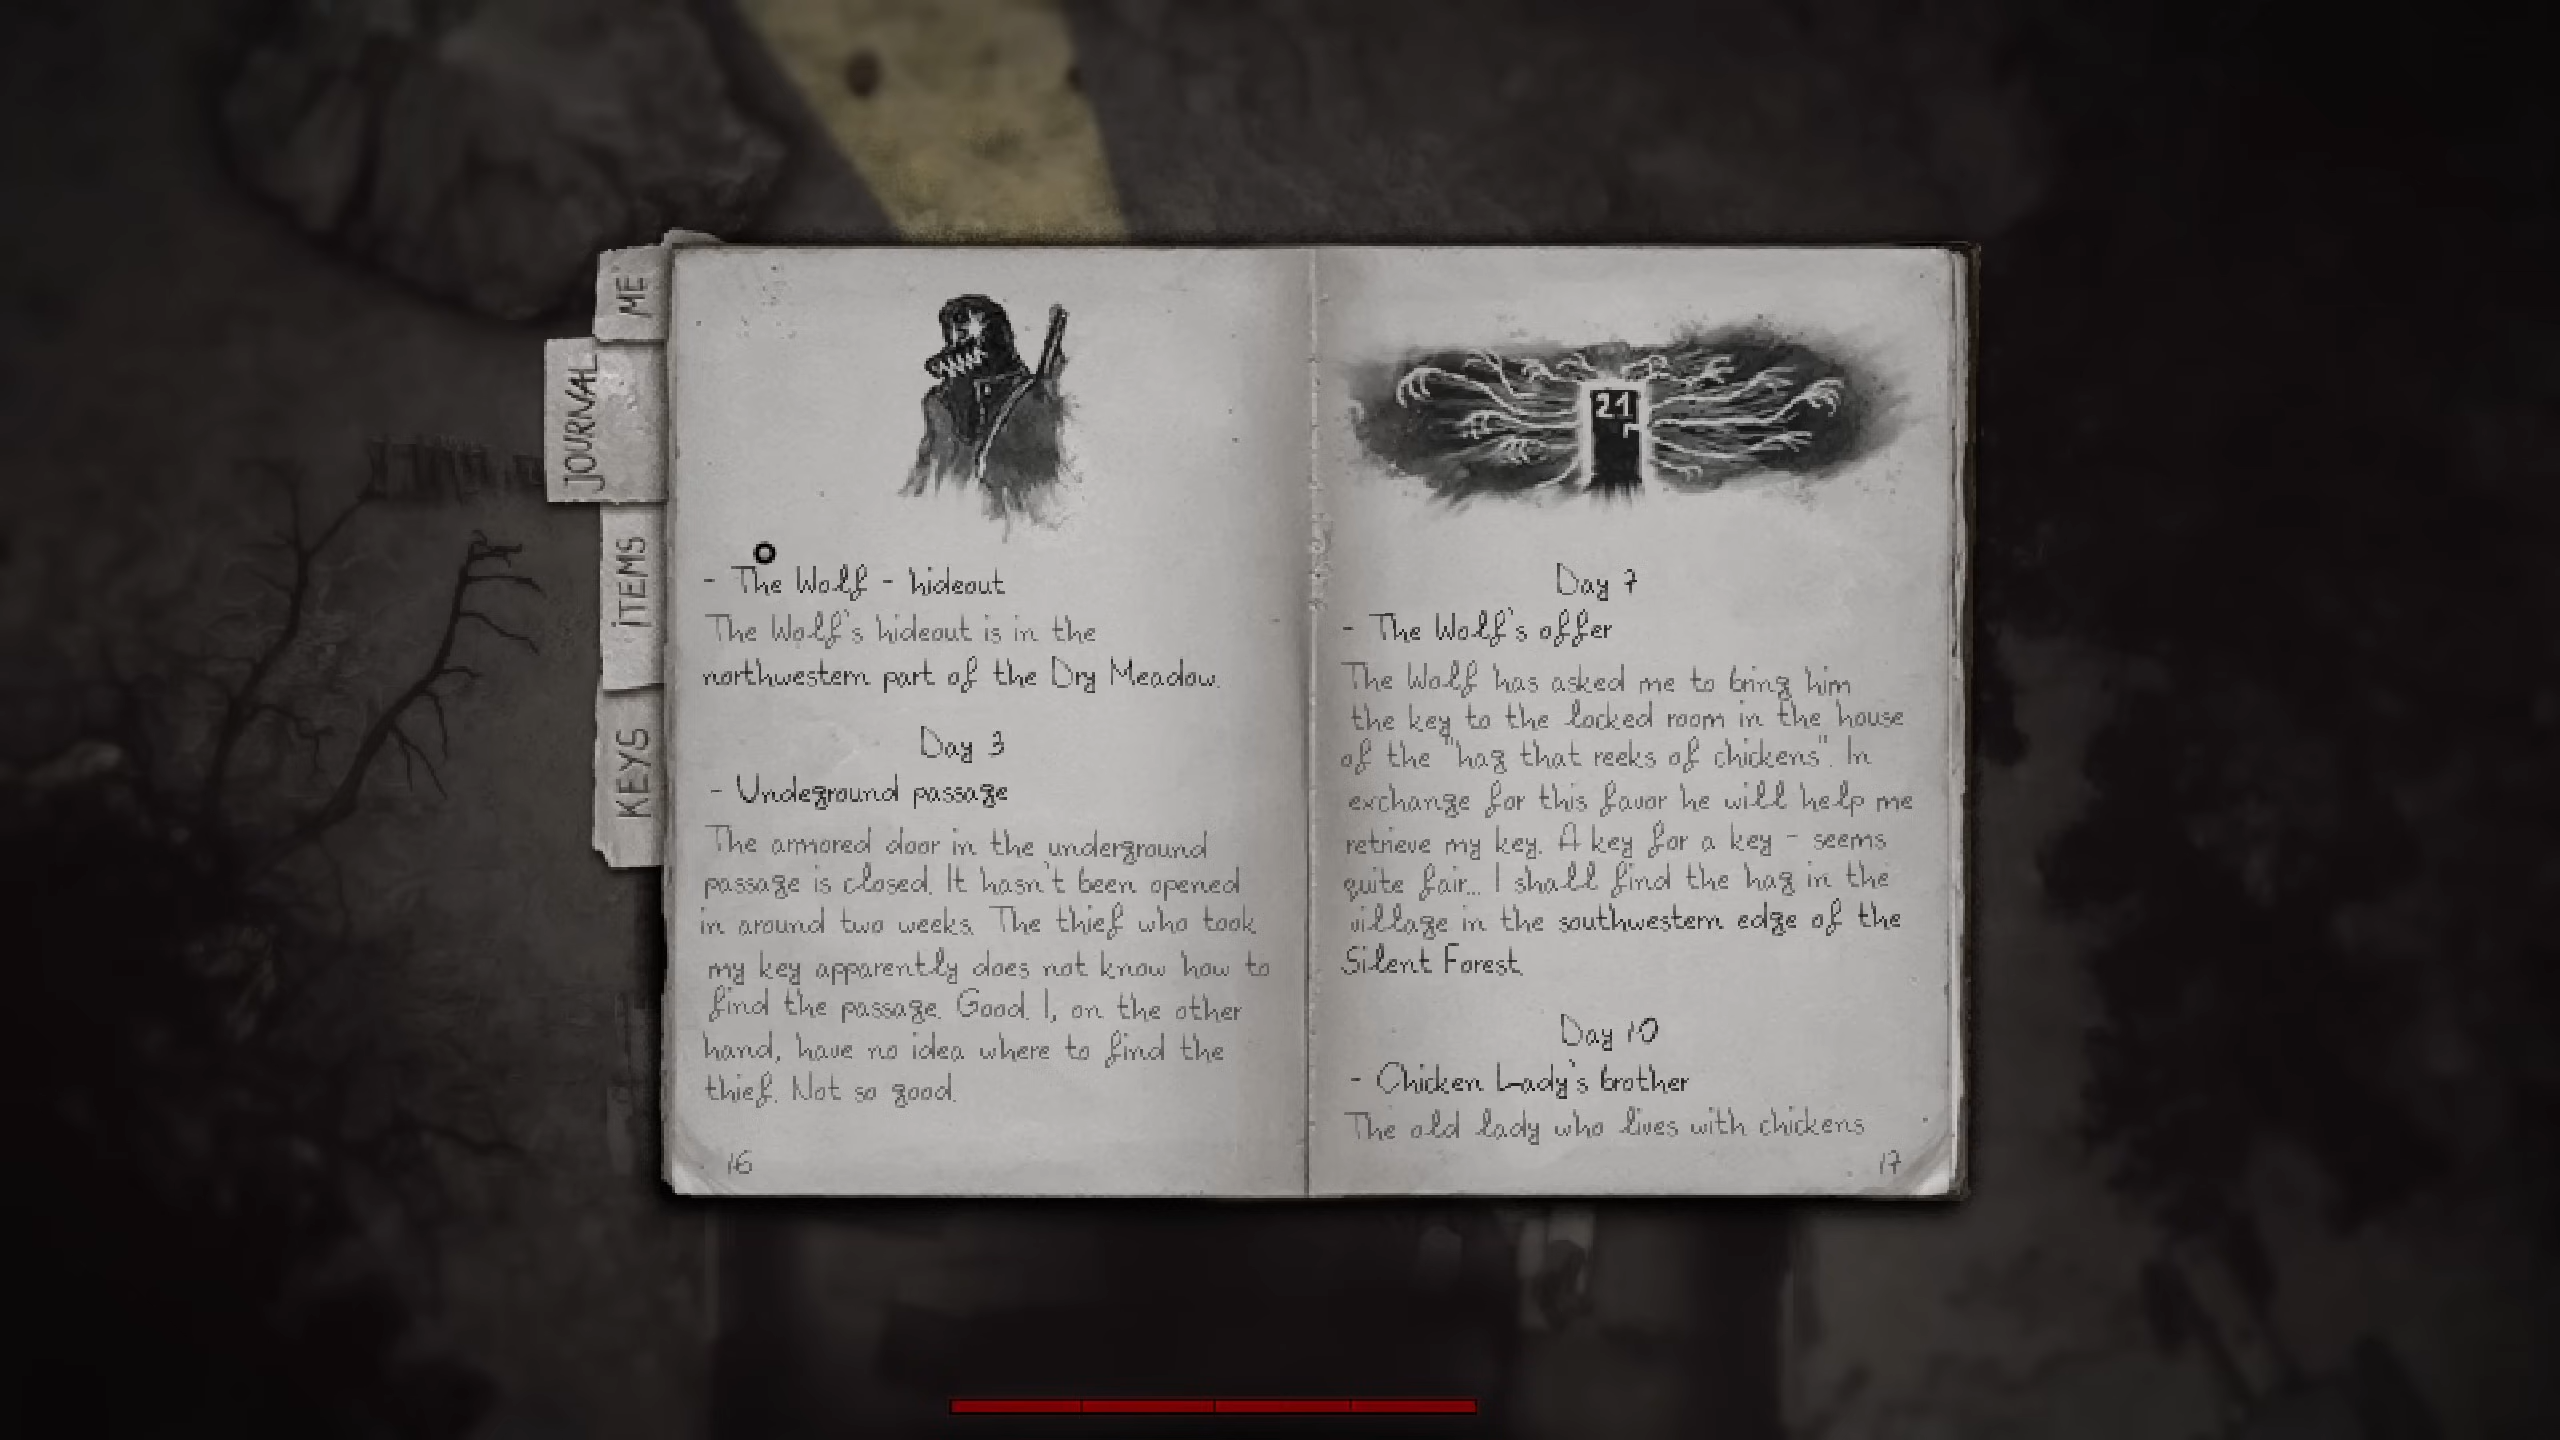 ME
JOURNAL
ITEMS
KEYS
- The Wolf - hideout
The Wolf's hideout is in the
northwestern part of the Dry Meadow.
Day 3
- Underground passage
The armored door in the underground
passage is closed. It hasn't been opened
in around two weeks. The thief who took
my key apparently does not know how to
find the passage. Good. I, on the other
hand, have no idea where to find the
thief. Not so good.
16
21
Day 7
- The Wolf's offer
The Wolf has asked me to bring him
the key to the locked room in the house
of the "hag that reeks of chickens". In
exchange for this favor he will help me
retrieve my key. A key for a key - seems
quite fair... I shall find the hag in the
village in the southwestern edge of the
Silent Forest.
Day 10
- Chicken Lady's brother
The old lady who lives with chickens
17